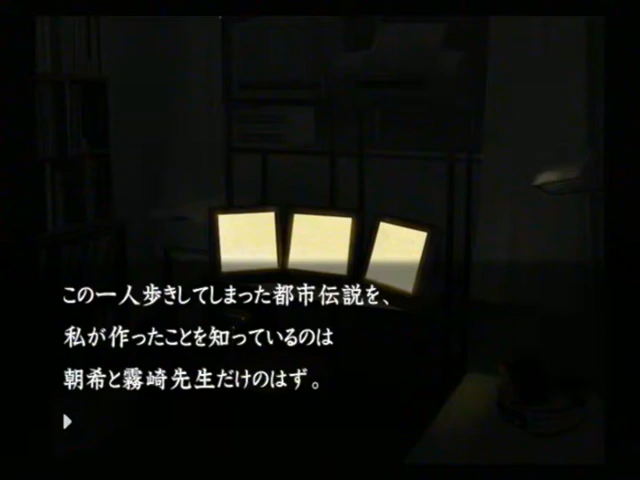 この一人歩きしてしまった都市伝説を、
私が作ったことを知っているのは
朝希と霧崎先生だけのはず。